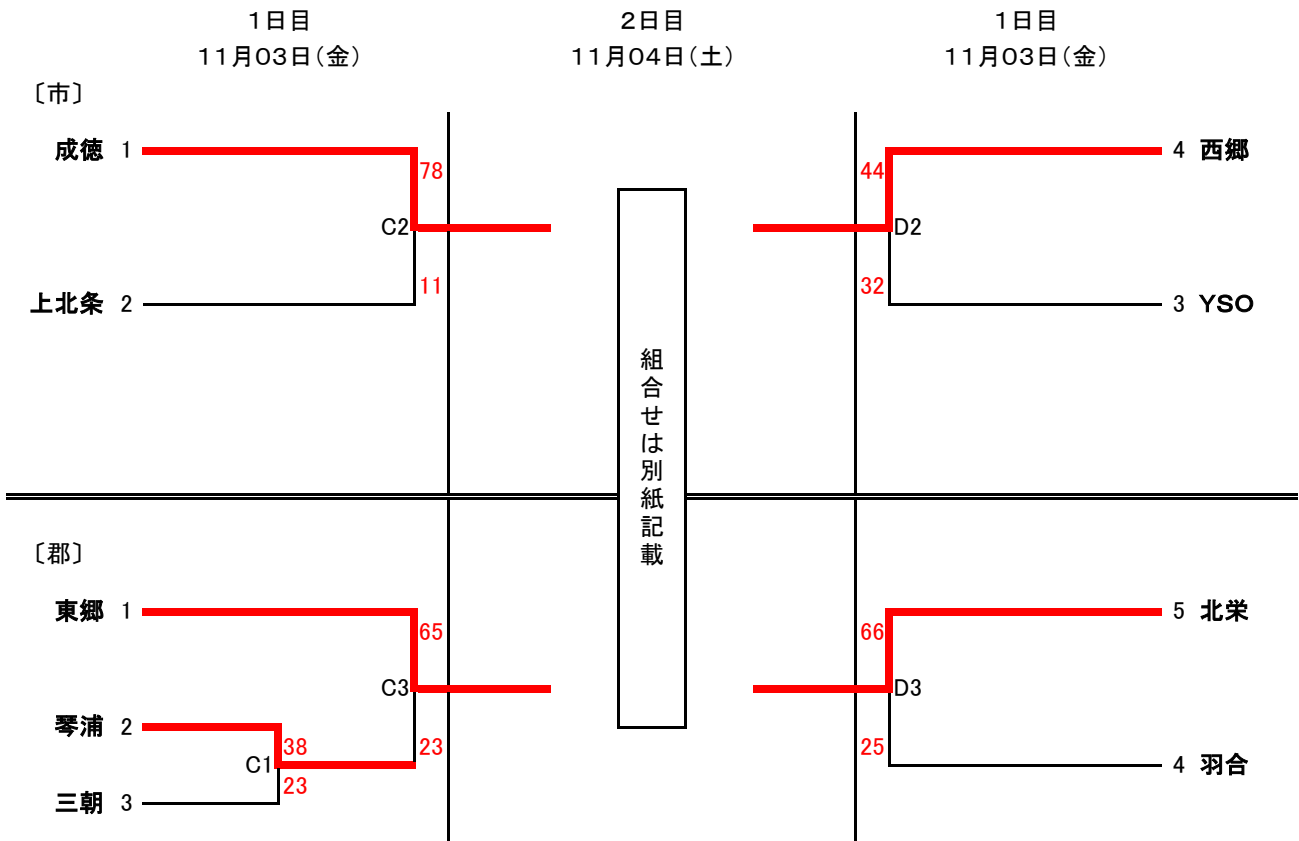 1日目
2日目
1日目
11月03日(金)
11月04日(土)
11月03日(金)
〔市〕
成徳 1
78
C2
11
上北条 2
4 西郷
44
D2
32
3 YSO
組合せは別紙記載
〔郡〕
東郷 1
65
C3
23
琴浦 2
38
C1
23
三朝 3
5 北栄
66
D3
25
4 羽合